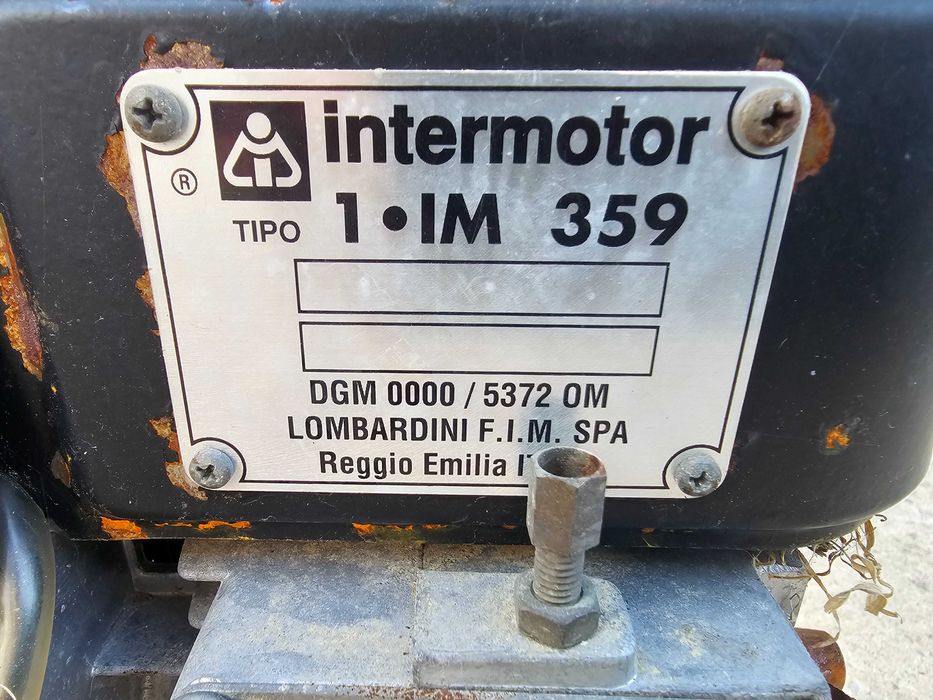 intermotor
® TIPO 1•IM 359
DGM 0000 / 5372 OM
LOMBARDINI F.I.M. SPA
Reggio Emilia